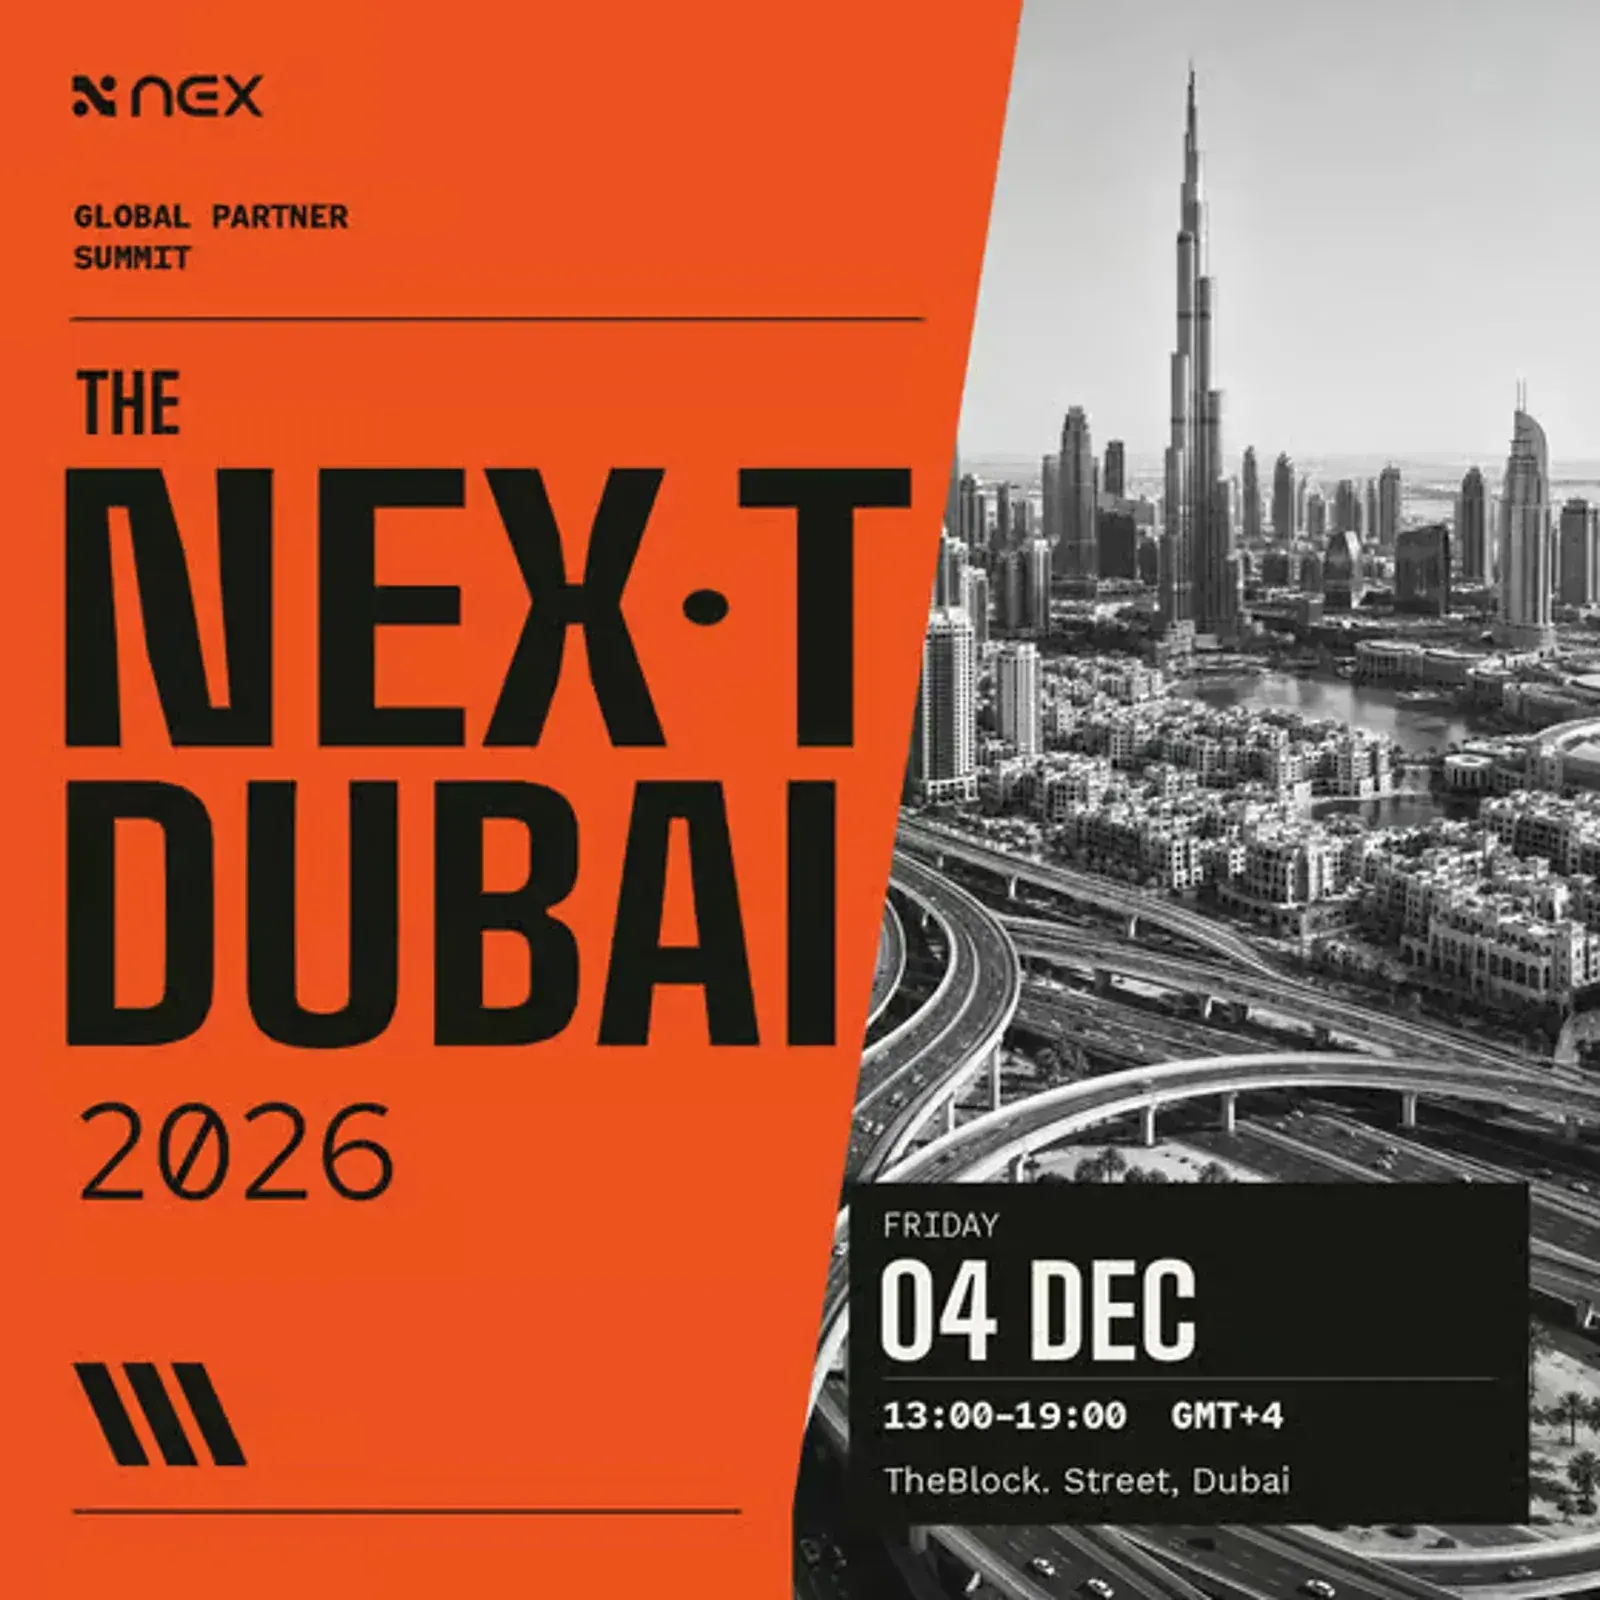 nex
GLOBAL PARTNER
SUMMIT
THE
NEX·T
DUBAI
2026
FRIDAY
04 DEC
13:00–19:00 GMT+4
TheBlock. Street, Dubai